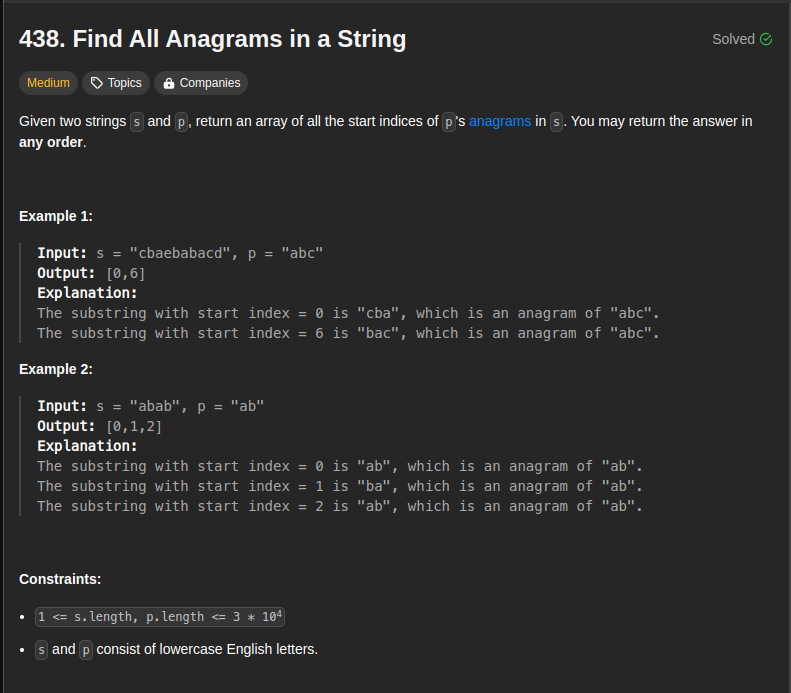 438. Find All Anagrams in a String
Solved
Medium Topics Companies
Given two strings s and p, return an array of all the start indices of p's anagrams in s. You may return the answer in
any order.
Example 1:
Input: s = "cbaebabacd", p = "abc"
Output: [0,6]
Explanation:
The substring with start index = 0 is "cba", which is an anagram of "abc".
The substring with start index = 6 is "bac", which is an anagram of "abc".
Example 2:
Input: s = "abab", p = "ab"
Output: [0,1,2]
Explanation:
The substring with start index = 0 is "ab", which is an anagram of "ab".
The substring with start index = 1 is "ba", which is an anagram of "ab".
The substring with start index = 2 is "ab", which is an anagram of "ab".
Constraints:
• 1 <= s.length, p.length <= 3 * 10⁴
• s and p consist of lowercase English letters.